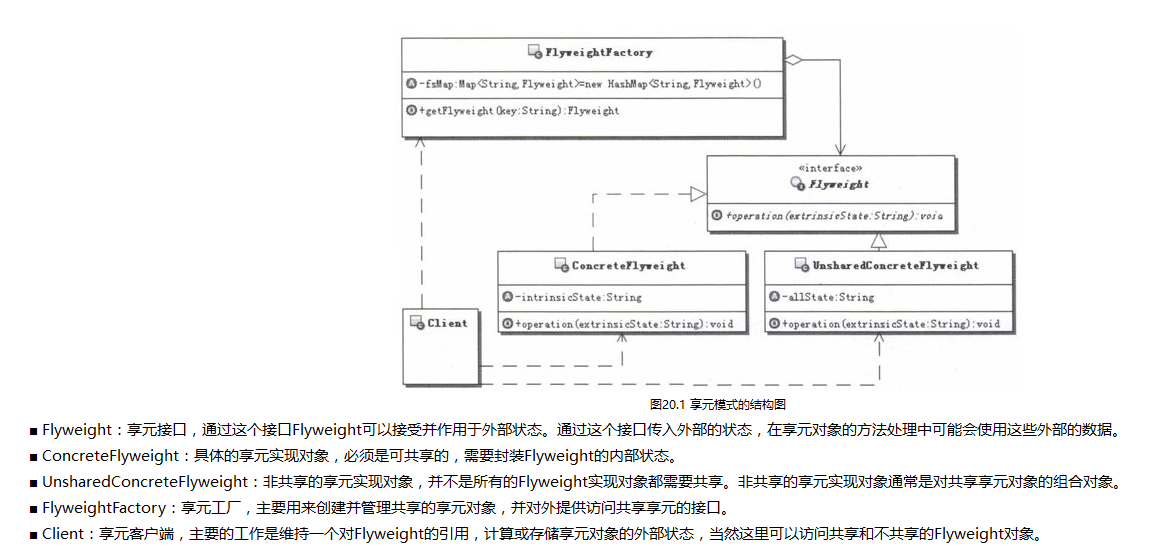 FlyweightFactory
-fsMap:Map<String,Flyweight>=new HashMap<String,Flyweight>()
+getFlyweight(key:String):Flyweight
«interface»
Flyweight
+operation(extrinsicState:String):void
ConcreteFlyweight
-intrinsicState:String
+operation(extrinsicState:String):void
UnsharedConcreteFlyweight
-allState:String
+operation(extrinsicState:String):void
Client
图20.1 享元模式的结构图
■ Flyweight：享元接口，通过这个接口Flyweight可以接受并作用于外部状态。通过这个接口传入外部的状态，在享元对象的方法处理中可能会使用这些外部的数据。
■ ConcreteFlyweight：具体的享元实现对象，必须是可共享的，需要封装Flyweight的内部状态。
■ UnsharedConcreteFlyweight：非共享的享元实现对象，并不是所有的Flyweight实现对象都需要共享。非共享的享元实现对象通常是对共享享元对象的组合对象。
■ FlyweightFactory：享元工厂，主要用来创建并管理共享的享元对象，并对外提供访问共享享元的接口。
■ Client：享元客户端，主要的工作是维持一个对Flyweight的引用，计算或存储享元对象的外部状态，当然这里可以访问共享和不共享的Flyweight对象。